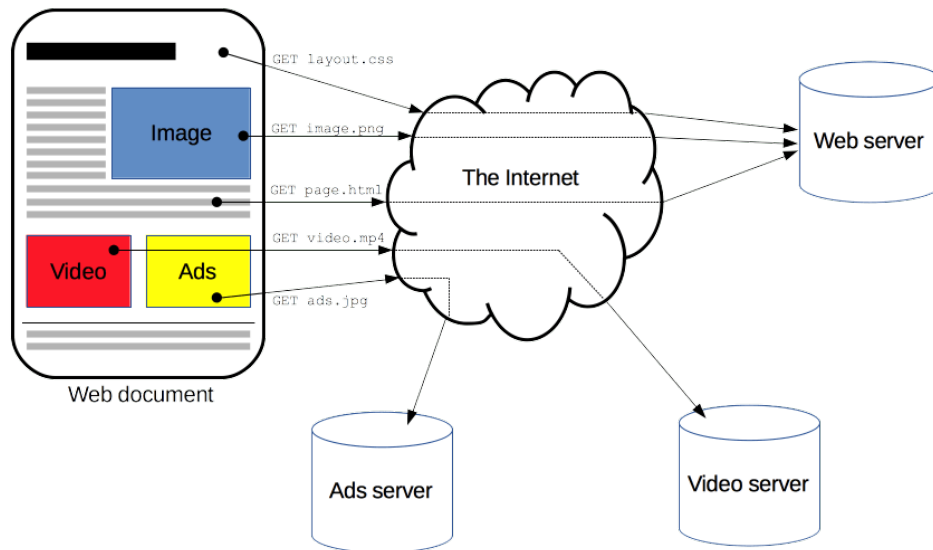 GET layout.css
Image
GET image.png
Web server
The Internet
GET page.html
GET video.mp4
Video
Ads
GET ads.jpg
Web document
Ads server
Video server